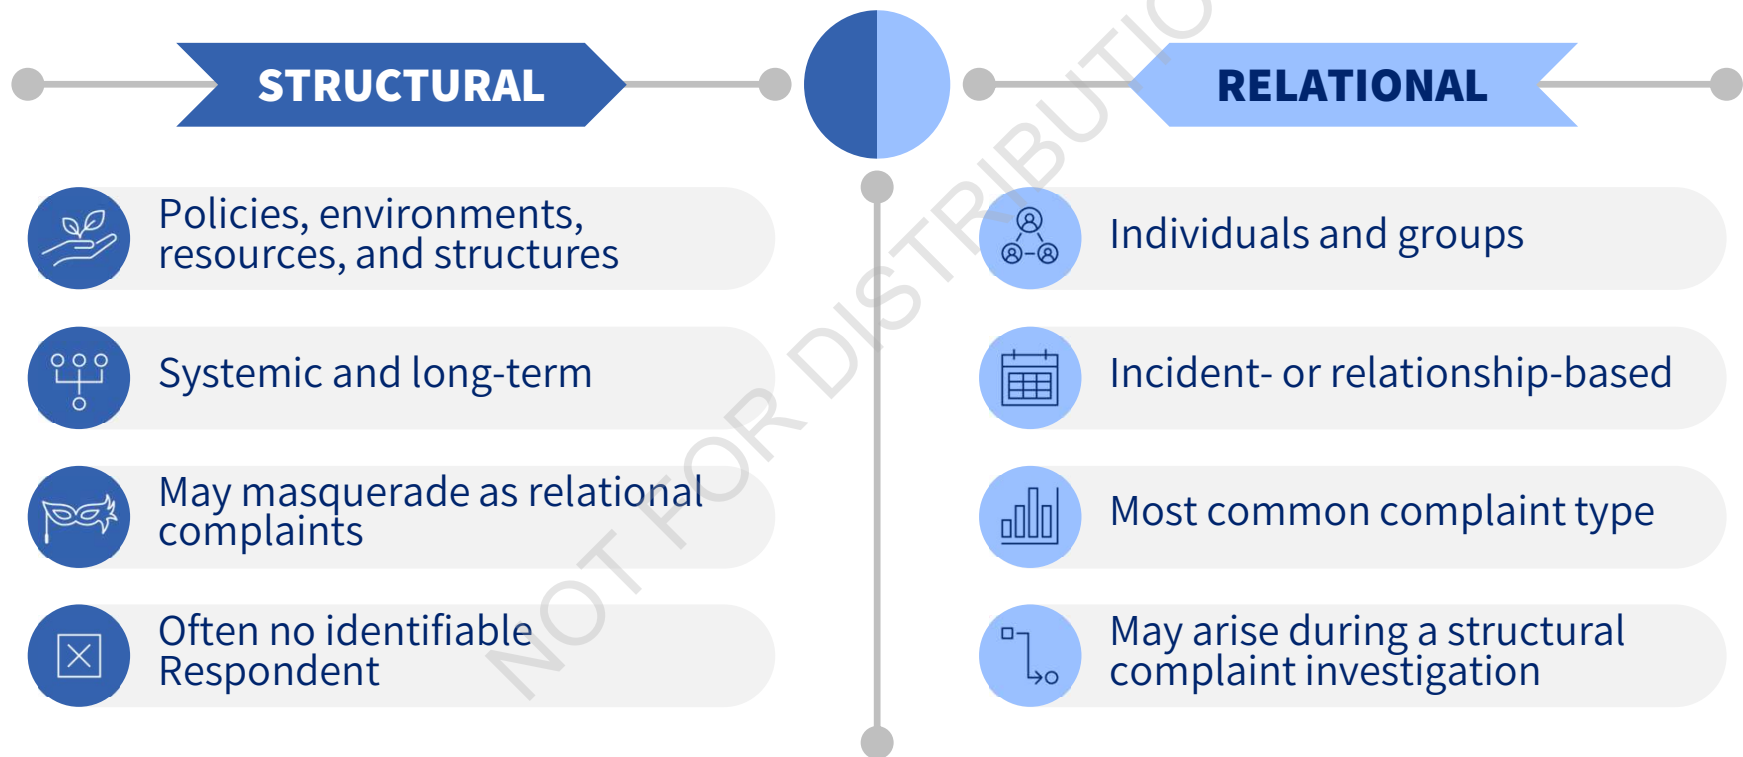 STRUCTURAL
Policies, environments,
resources, and structures
Systemic and long-term
May masquerade as relational
complaints
Often no identifiable
Respondent
RELATIONAL
Individuals and groups
Incident- or relationship-based
Most common complaint type
May arise during a structural
complaint investigation
NOT FOR DISTRIBUTIO